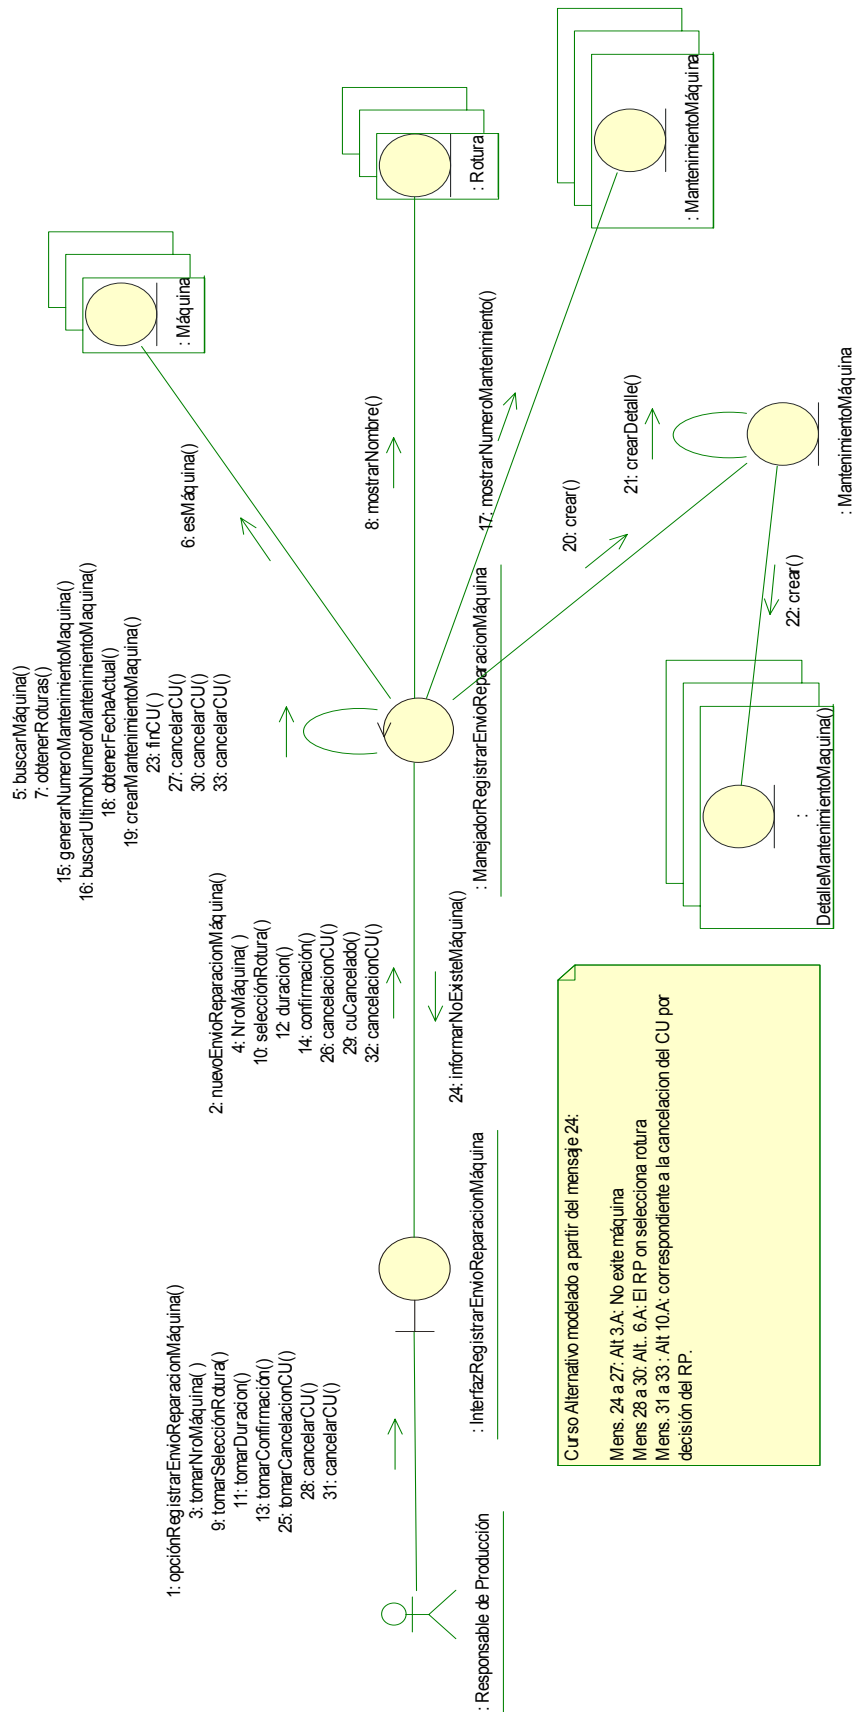 : Responsable de Producción
1: opciónRegistrarEnvioReparacionMáquina()
3: tomarNroMáquina( )
9: tomarSelecciónRotura()
11: tomarDuracion()
13: tomarConfirmación()
25: tomarCancelacionCU()
28: cancelarCU()
31: cancelarCU()
: InterfazRegistrarEnvioReparacionMáquina
2: nuevoEnvioReparacionMáquina()
4: NroMáquina( )
10: selecciónRotura()
12: duracion()
14: confirmación()
26: cancelacionCU()
29: cuCancelado()
32: cancelacionCU()
24: informarNoExisteMáquina()
: ManejadorRegistrarEnvioReparacionMáquina
5: buscarMáquina()
7: obtenerRoturas()
15: generarNumeroMantenimientoMaquina()
16: buscarUltimoNumeroMantenimientoMaquina()
18: obtenerFechaActual()
19: crearMantenimientoMaquina()
23: finCU( )
27: cancelarCU()
30: cancelarCU()
33: cancelarCU()
6: esMáquina()
: Máquina
8: mostrarNombre()
: Rotura
17: mostrarNumeroMantenimiento()
: MantenimientoMáquina
20: crear()
21: crearDetalle()
: MantenimientoMáquina
22: crear()
:
DetalleMantenimientoMaquina()
Curso Alternativo modelado a partir del mensaje 24:
Mens. 24 a 27: Alt 3.A: No exite máquina
Mens 28 a 30: Alt.. 6.A: El RP on selecciona rotura
Mens. 31 a 33 : Alt 10.A: correspondiente a la cancelacion del CU por
decisión del RP.